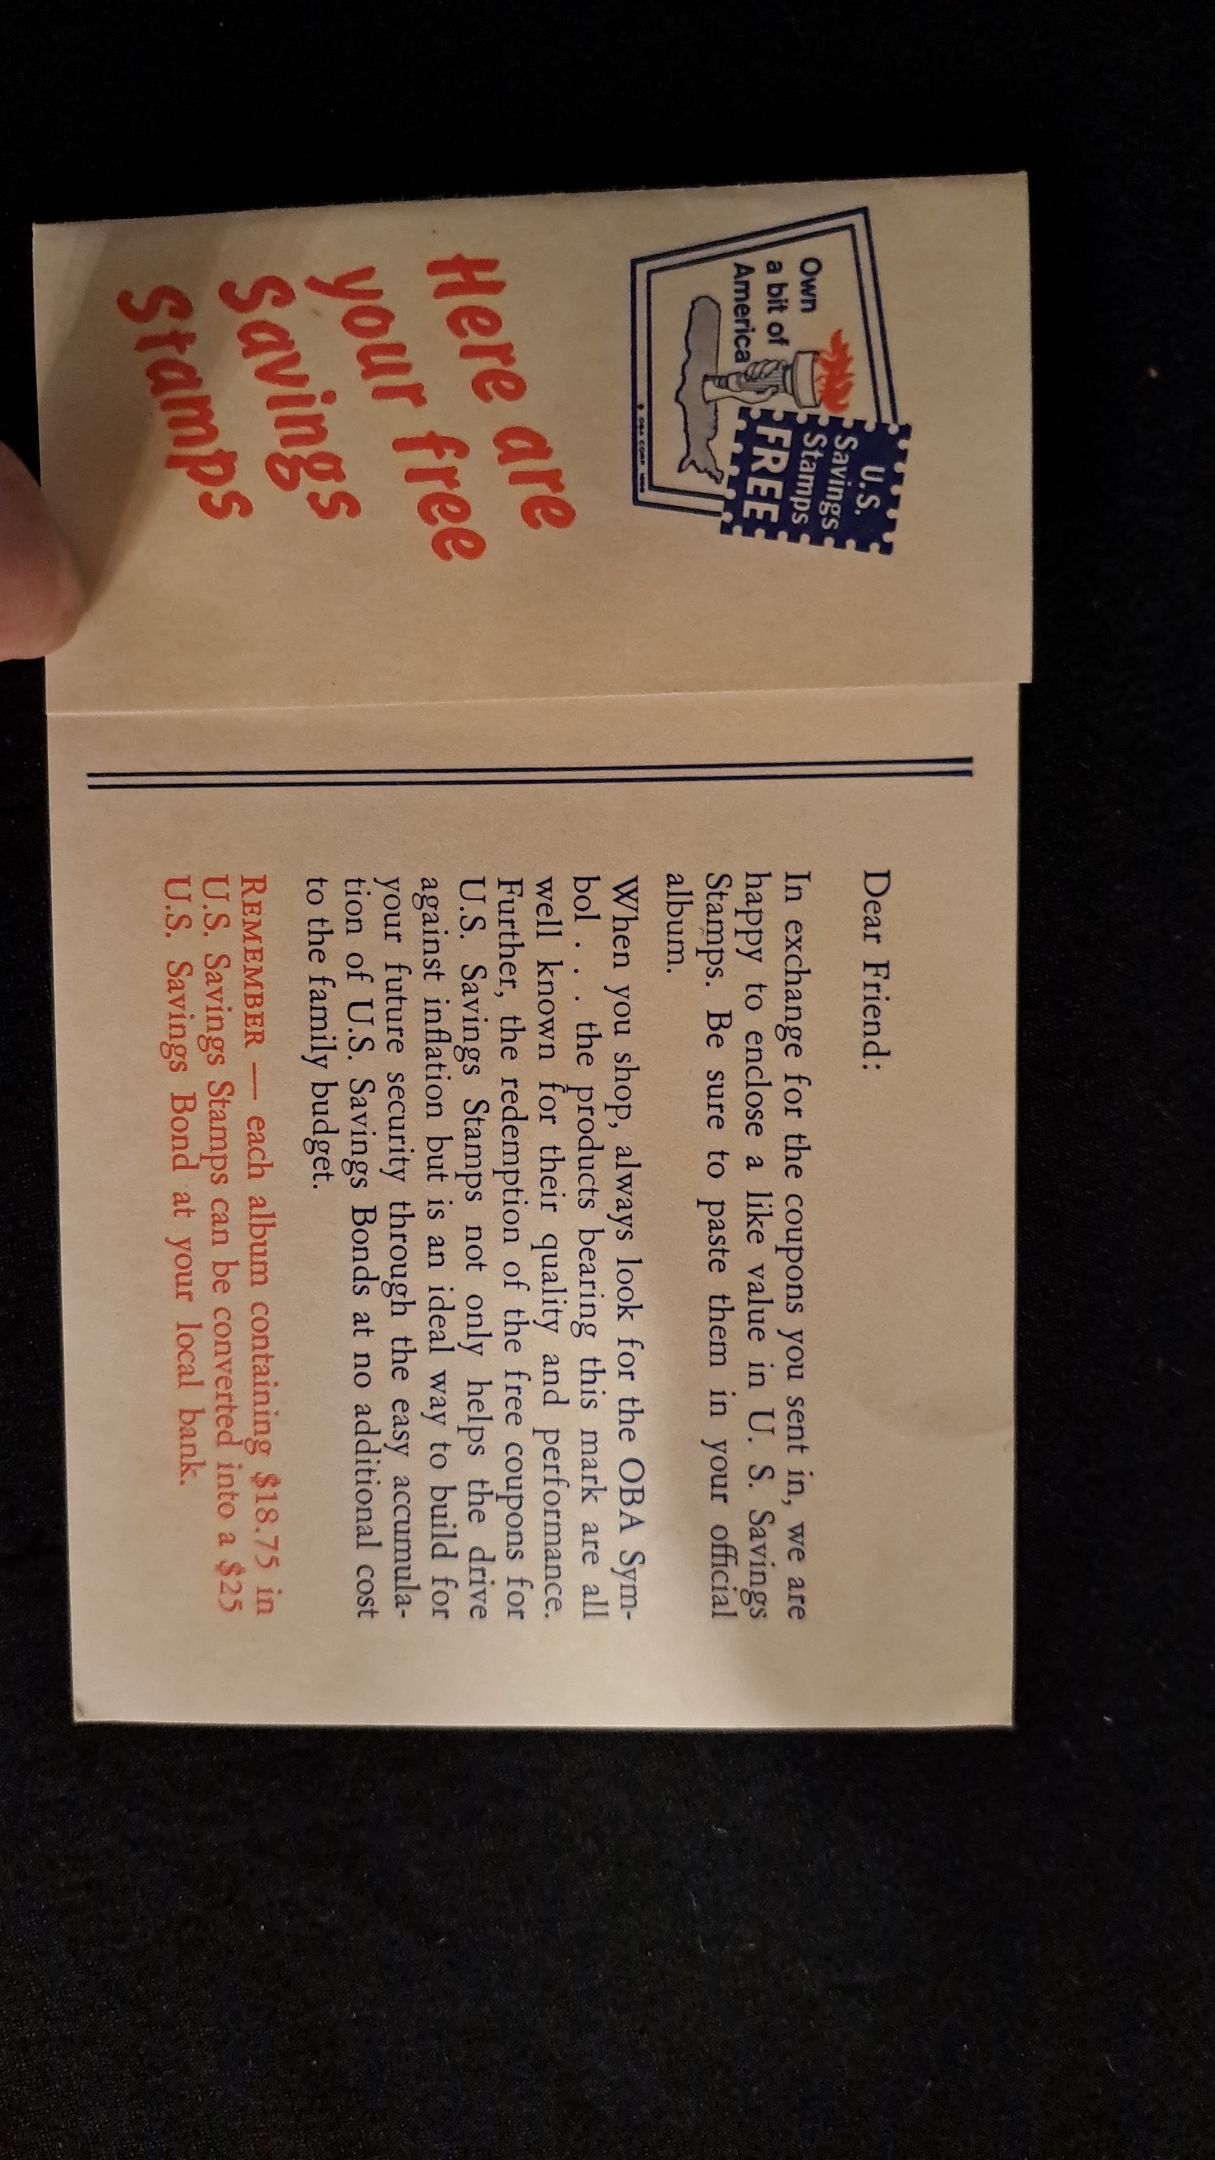 Own
a bit of
America
U.S.
Savings
Stamps
FREE
Here are
your free
Savings
Stamps
Dear Friend:
In exchange for the coupons you sent in, we are
happy to enclose a like value in U. S. Savings
Stamps. Be sure to paste them in your official
album.
When you shop, always look for the OBA Sym-
bol . . . the products bearing this mark are all
well known for their quality and performance.
Further, the redemption of the free coupons for
U.S. Savings Stamps not only helps the drive
against inflation but is an ideal way to build for
your future security through the easy accumula-
tion of U.S. Savings Bonds at no additional cost
to the family budget.
REMEMBER — each album containing $18.75 in
U.S. Savings Stamps can be converted into a $25
U.S. Savings Bond at your local bank.